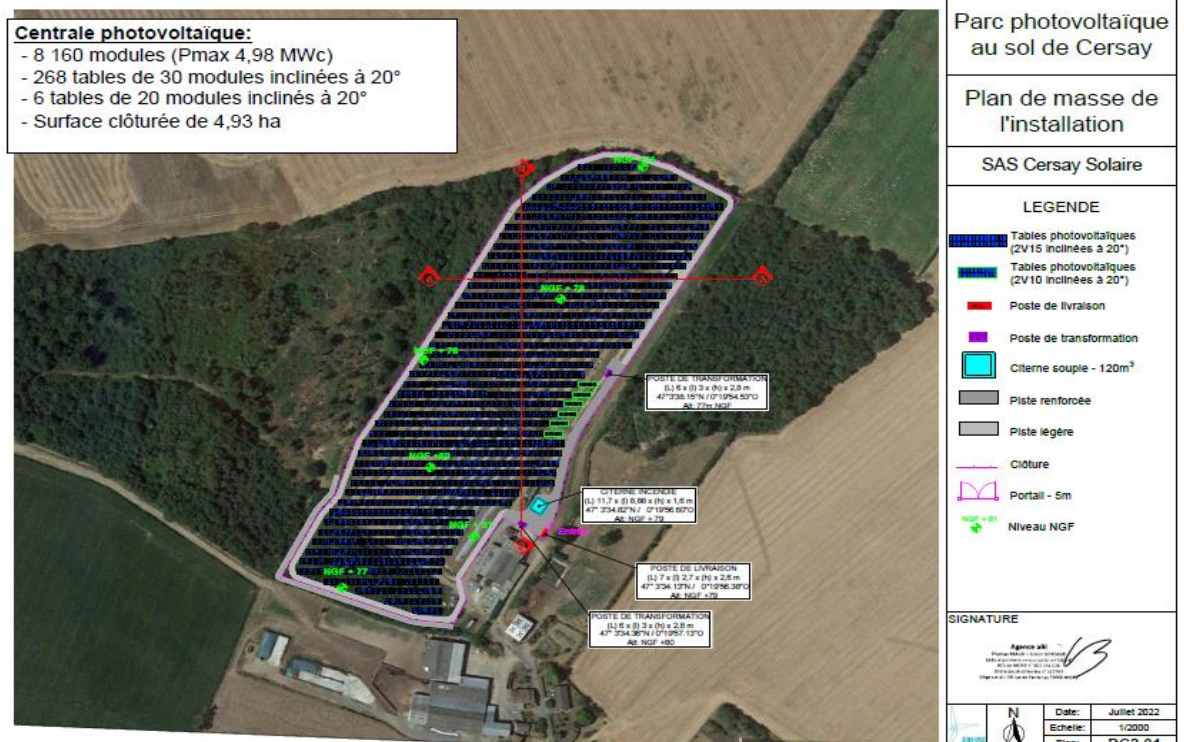 Centrale photovoltaïque:
- 8 160 modules (Pmax 4,98 MWc)
- 268 tables de 30 modules inclinées à 20°
- 6 tables de 20 modules inclinés à 20°
- Surface clôturée de 4,93 ha
NGF + 78
NGF + 76
NGF +80
NGF + 77
POSTE DE TRANSFORMATION
(L) 6 x (l) 3 x (h) x 2,8 m
47°3'38.15"N / 0°19'54.53"O
Alt: 77m NGF
CITERNE INCENDIE
(L) 11,7 x (l) 8,88 x (h) x 1,6 m
47° 3'34.82"N / 0°19'56.60"O
Alt: NGF + 79
POSTE DE LIVRAISON
(L) 7 x (l) 2,7 x (h) x 2,6 m
47° 3'34.13"N / 0°19'56.38"O
Alt: NGF +79
POSTE DE TRANSFORMATION
(L) 6 x (l) 3 x (h) x 2,8 m
47° 3'34.36"N / 0°19'57.13"O
Alt: NGF +80
Parc photovoltaïque
au sol de Cersay
Plan de masse de
l'installation
SAS Cersay Solaire
LEGENDE
Tables photovoltaïques
(2V15 inclinées à 20°)
Tables photovoltaïques
(2V10 inclinées à 20°)
Poste de livraison
Poste de transformation
Citerne souple - 120m³
Piste renforcée
Piste légère
Clôture
Portail - 5m
NGF + 81
Niveau NGF
SIGNATURE
N
Date: Juillet 2022
Echelle: 1/2000